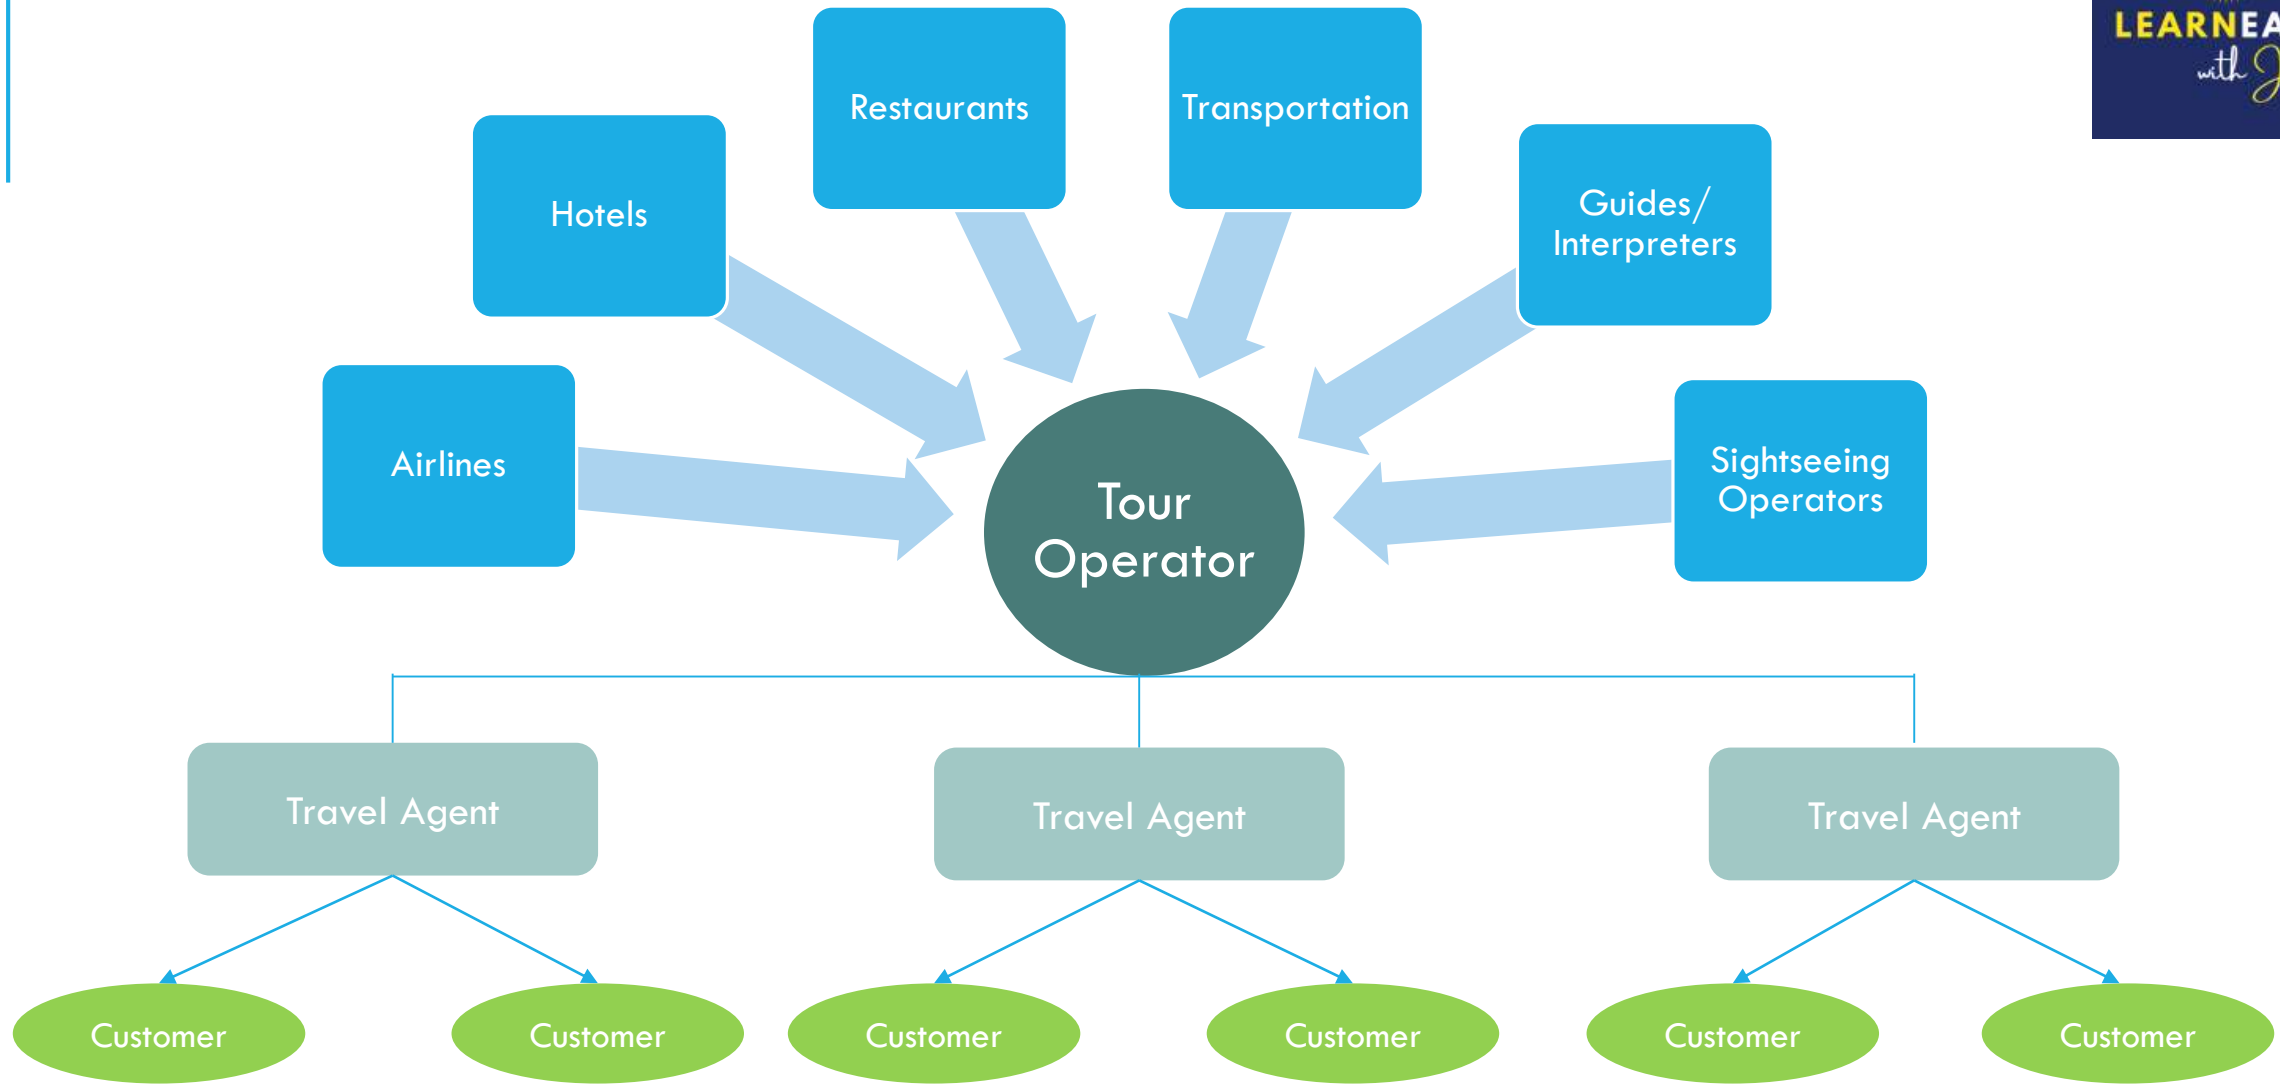 LEARNEA
with
Restaurants
Transportation
Hotels
Guides/
Interpreters
Airlines
Sightseeing
Operators
Tour
Operator
Travel Agent
Travel Agent
Travel Agent
Customer
Customer
Customer
Customer
Customer
Customer